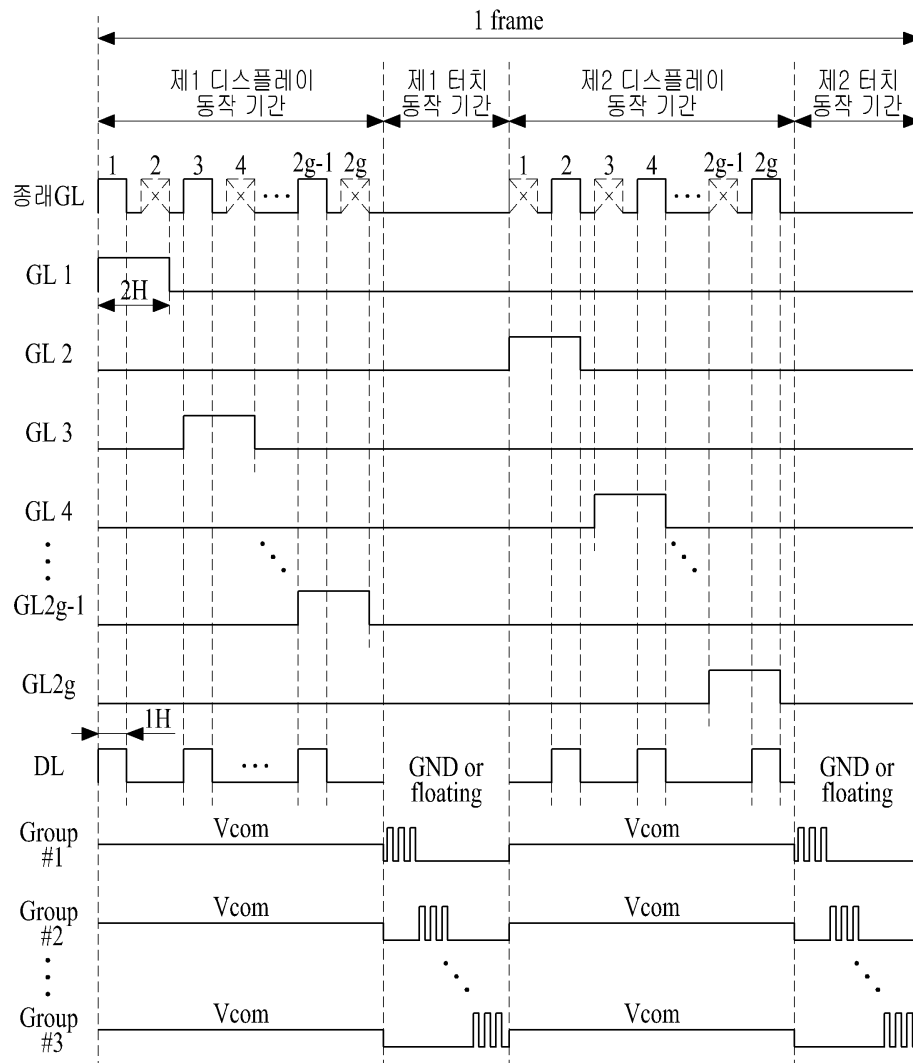 1 frame
제1 디스플레이
동작 기간
제1 터치
동작 기간
제2 디스플레이
동작 기간
제2 터치
동작 기간
1 2 3 4 2g-1 2g 1 2 3 4 2g-1 2g
종래GL ··· ···
GL 1
2H
GL 2
GL 3
GL 4
GL2g-1
GL2g
1H
DL ··· GND or floating GND or floating
Group #1 Vcom Vcom
Group #2 Vcom Vcom
Group #3 Vcom Vcom